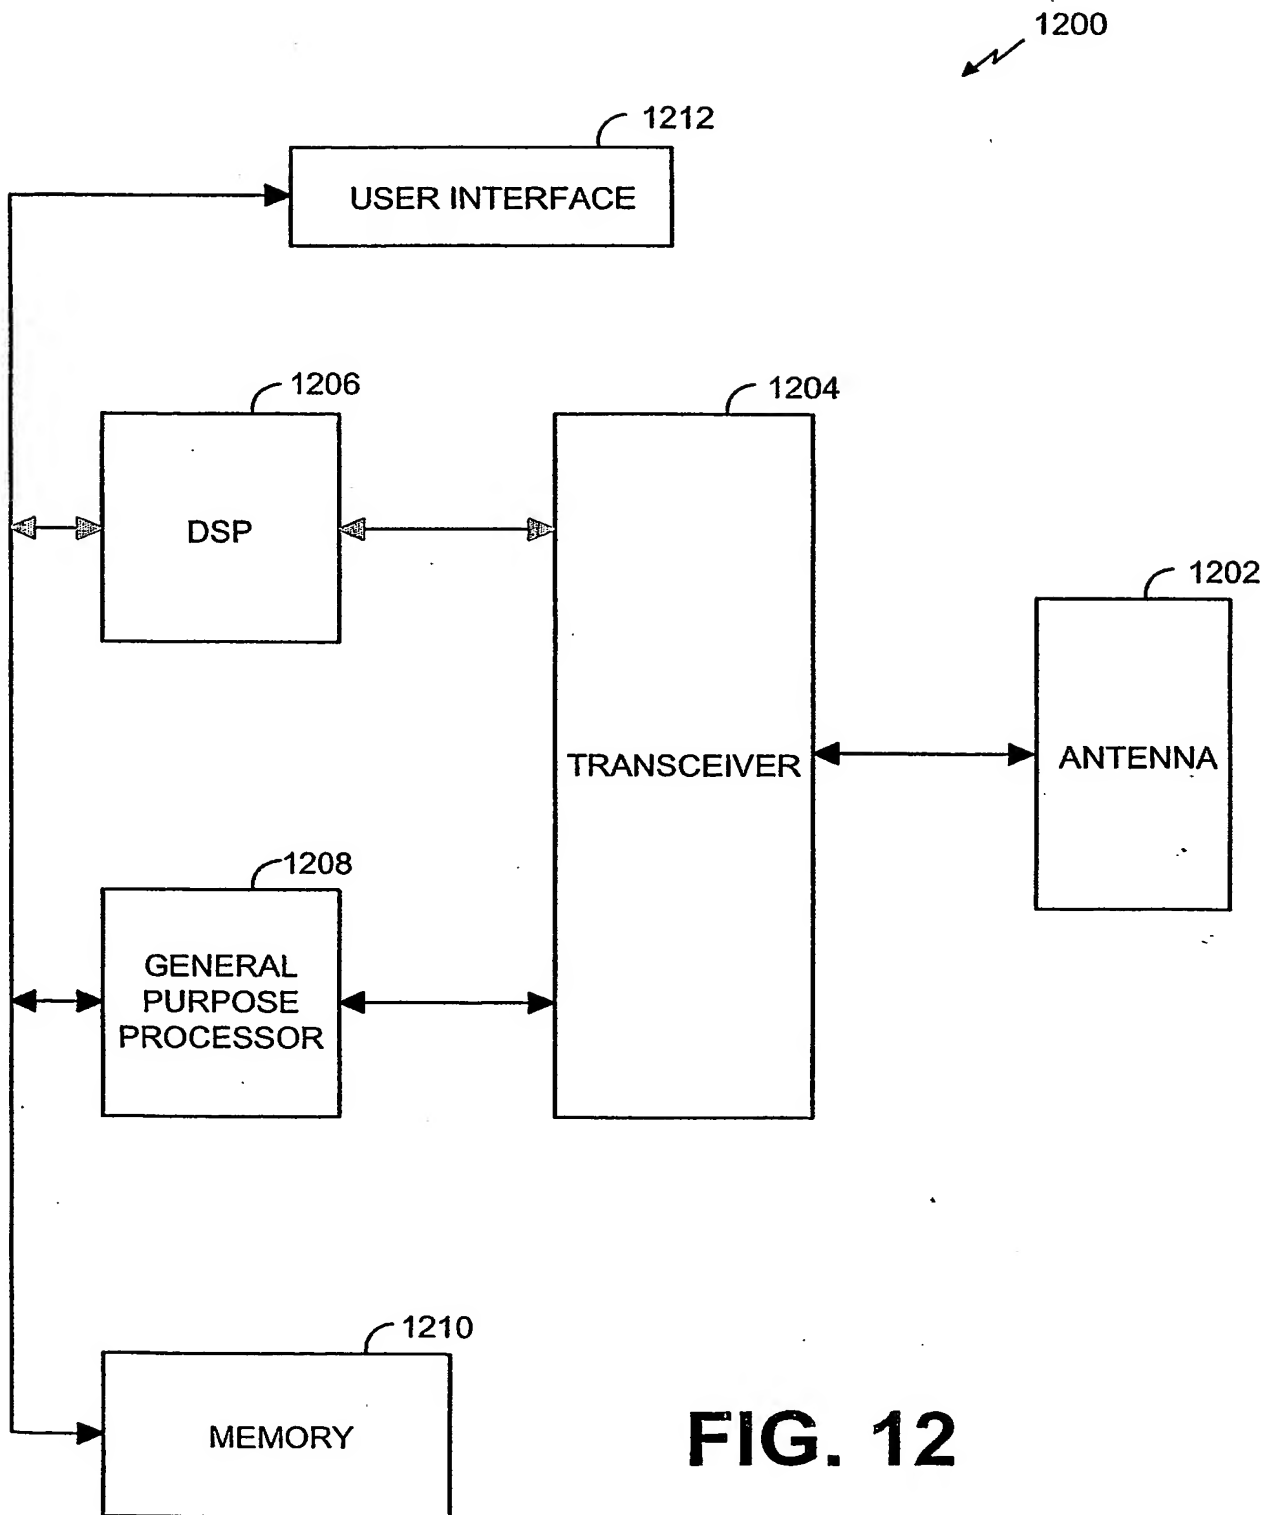 1200
1212
USER INTERFACE
1206
1204
DSP
1202
TRANSCEIVER
ANTENNA
1208
GENERAL
PURPOSE
PROCESSOR
1210
MEMORY
FIG. 12